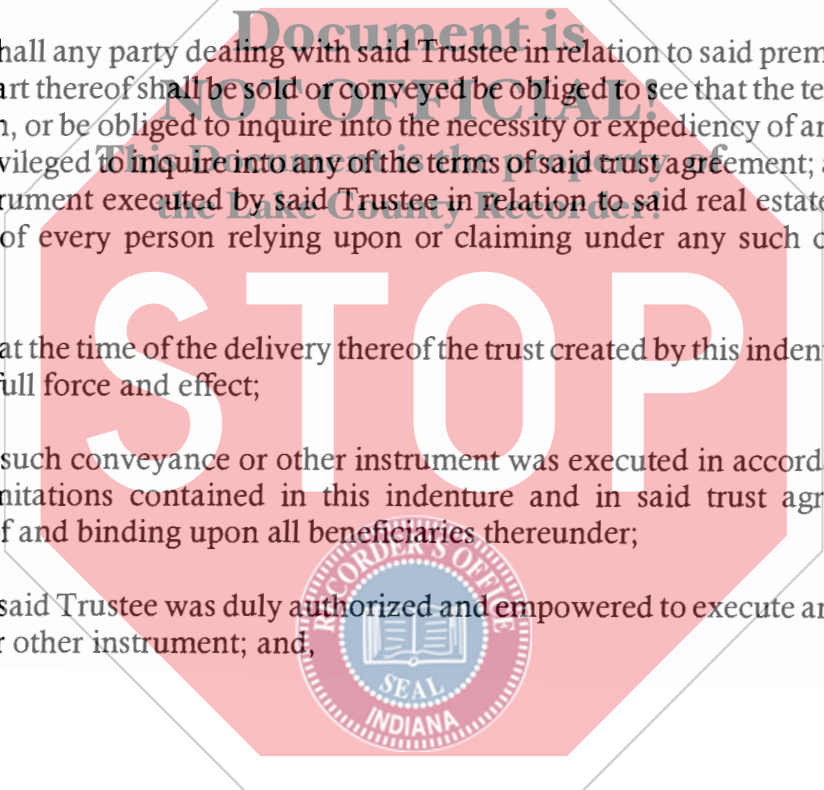 Document is
hall any party dealing with said Trustee in relation to said prem
NOT OFFICIAL!
art thereof shall be sold or conveyed be obliged to see that the te
, or be obliged to inquire into the necessity or expediency of
This Document is the property of
vileged to inquire into any of the terms of said trust agreement;
the Lake County Recorder!
rument executed by said Trustee in relation to said real estate
of every person relying upon or claiming under any such
STOP
at the time of the delivery thereof the trust created by this inden
full force and effect;
such conveyance or other instrument was executed in accord
mitations contained in this indenture and in said trust agr
f and binding upon all beneficiaries thereunder;
RECORDER'S OFFICE
said Trustee was duly authorized and empowered to execute
r other instrument; and,
SEAL
INDIANA